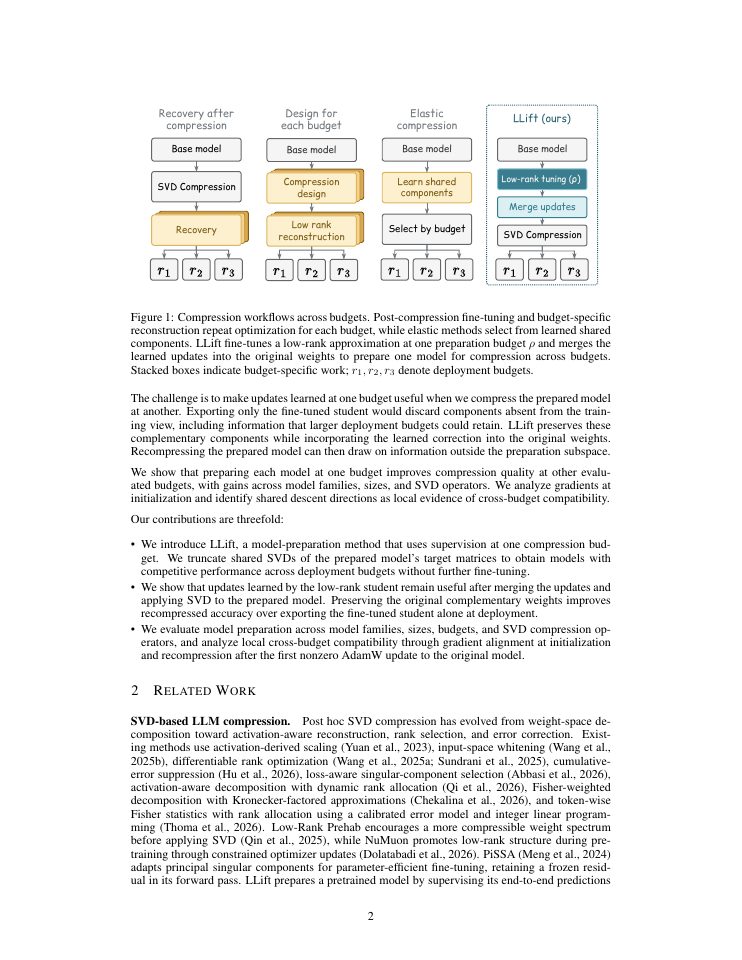 Recovery after
compression
Base model
SVD Compression
Recovery
r1 r2 r3
Design for
each budget
Base model
Compression
design
Low rank
reconstruction
r1 r2 r3
Elastic
compression
Base model
Learn shared
components
Select by budget
r1 r2 r3
LLift (ours)
Base model
Low-rank tuning (ρ)
Merge updates
SVD Compression
r1 r2 r3
Figure 1: Compression workflows across budgets. Post-compression fine-tuning and budget-specific
reconstruction repeat optimization for each budget, while elastic methods select from learned shared
components. LLift fine-tunes a low-rank approximation at one preparation budget ρ and merges the
learned updates into the original weights to prepare one model for compression across budgets.
Stacked boxes indicate budget-specific work; r1, r2, r3 denote deployment budgets.
The challenge is to make updates learned at one budget useful when we compress the prepared model
at another. Exporting only the fine-tuned student would discard components absent from the train-
ing view, including information that larger deployment budgets could retain. LLift preserves these
complementary components while incorporating the learned correction into the original weights.
Recompressing the prepared model can then draw on information outside the preparation subspace.
We show that preparing each model at one budget improves compression quality at other evalu-
ated budgets, with gains across model families, sizes, and SVD operators. We analyze gradients at
initialization and identify shared descent directions as local evidence of cross-budget compatibility.
Our contributions are threefold:
• We introduce LLift, a model-preparation method that uses supervision at one compression bud-
get. We truncate shared SVDs of the prepared model's target matrices to obtain models with
competitive performance across deployment budgets without further fine-tuning.
• We show that updates learned by the low-rank student remain useful after merging the updates and
applying SVD to the prepared model. Preserving the original complementary weights improves
recompressed accuracy over exporting the fine-tuned student alone at deployment.
• We evaluate model preparation across model families, sizes, budgets, and SVD compression op-
erators, and analyze local cross-budget compatibility through gradient alignment at initialization
and recompression after the first nonzero AdamW update to the original model.
2 RELATED WORK
SVD-based LLM compression. Post hoc SVD compression has evolved from weight-space de-
composition toward activation-aware reconstruction, rank selection, and error correction. Exist-
ing methods use activation-derived scaling (Yuan et al., 2023), input-space whitening (Wang et al.,
2025b), differentiable rank optimization (Wang et al., 2025a; Sundrani et al., 2025), cumulative-
error suppression (Hu et al., 2026), loss-aware singular-component selection (Abbasi et al., 2026),
activation-aware decomposition with dynamic rank allocation (Qi et al., 2026), Fisher-weighted
decomposition with Kronecker-factored approximations (Chekalina et al., 2026), and token-wise
Fisher statistics with rank allocation using a calibrated error model and integer linear program-
ming (Thoma et al., 2026). Low-Rank Prehab encourages a more compressible weight spectrum
before applying SVD (Qin et al., 2025), while NuMuon promotes low-rank structure during pre-
training through constrained optimizer updates (Dolatabadi et al., 2026). PiSSA (Meng et al., 2024)
adapts principal singular components for parameter-efficient fine-tuning, retaining a frozen resid-
ual in its forward pass. LLift prepares a pretrained model by supervising its end-to-end predictions
2